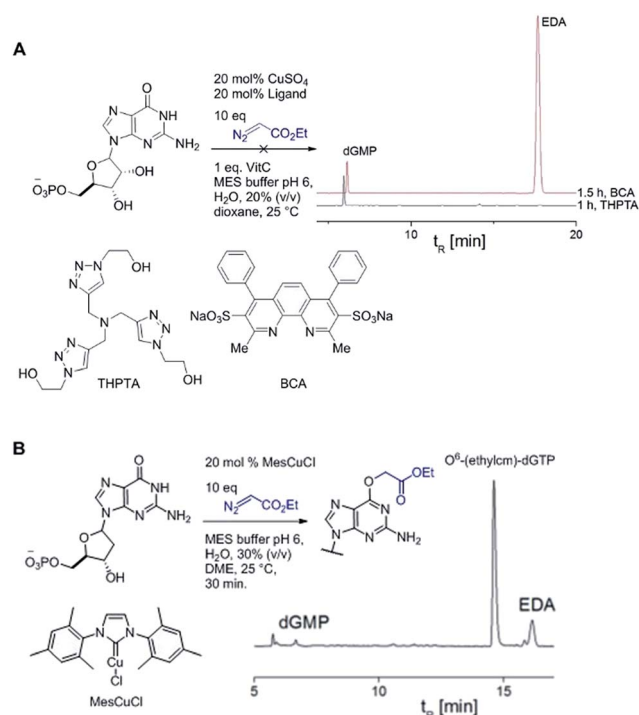 A
20 mol% CuSO₄
20 mol% Ligand
10 eq
N₂ CO₂Et
1 eq. VitC
MES buffer pH 6,
H₂O, 20% (v/v)
dioxane, 25 °C
O
N
NH
N
N
NH₂
⁻O₃PO
O
OH
OH
EDA
dGMP
1.5 h, BCA
1 h, THPTA
10
15
20
tR [min]
OH
N
N
N
N
N
N
N
N
N
N
HO
OH
THPTA
NaO₃S
SO₃Na
N
N
Me
Me
BCA
B
O
N
NH
N
N
NH₂
⁻O₃PO
O
OH
20 mol % MesCuCl
10 eq
N₂ CO₂Et
MES buffer pH 6,
H₂O, 30% (v/v)
DME, 25 °C,
30 min.
O
OEt
O
N
N
N
N
NH₂
O⁶-(ethylcm)-dGTP
dGMP
EDA
5
10
15
tR [min]
N
N
Cu
Cl
MesCuCl